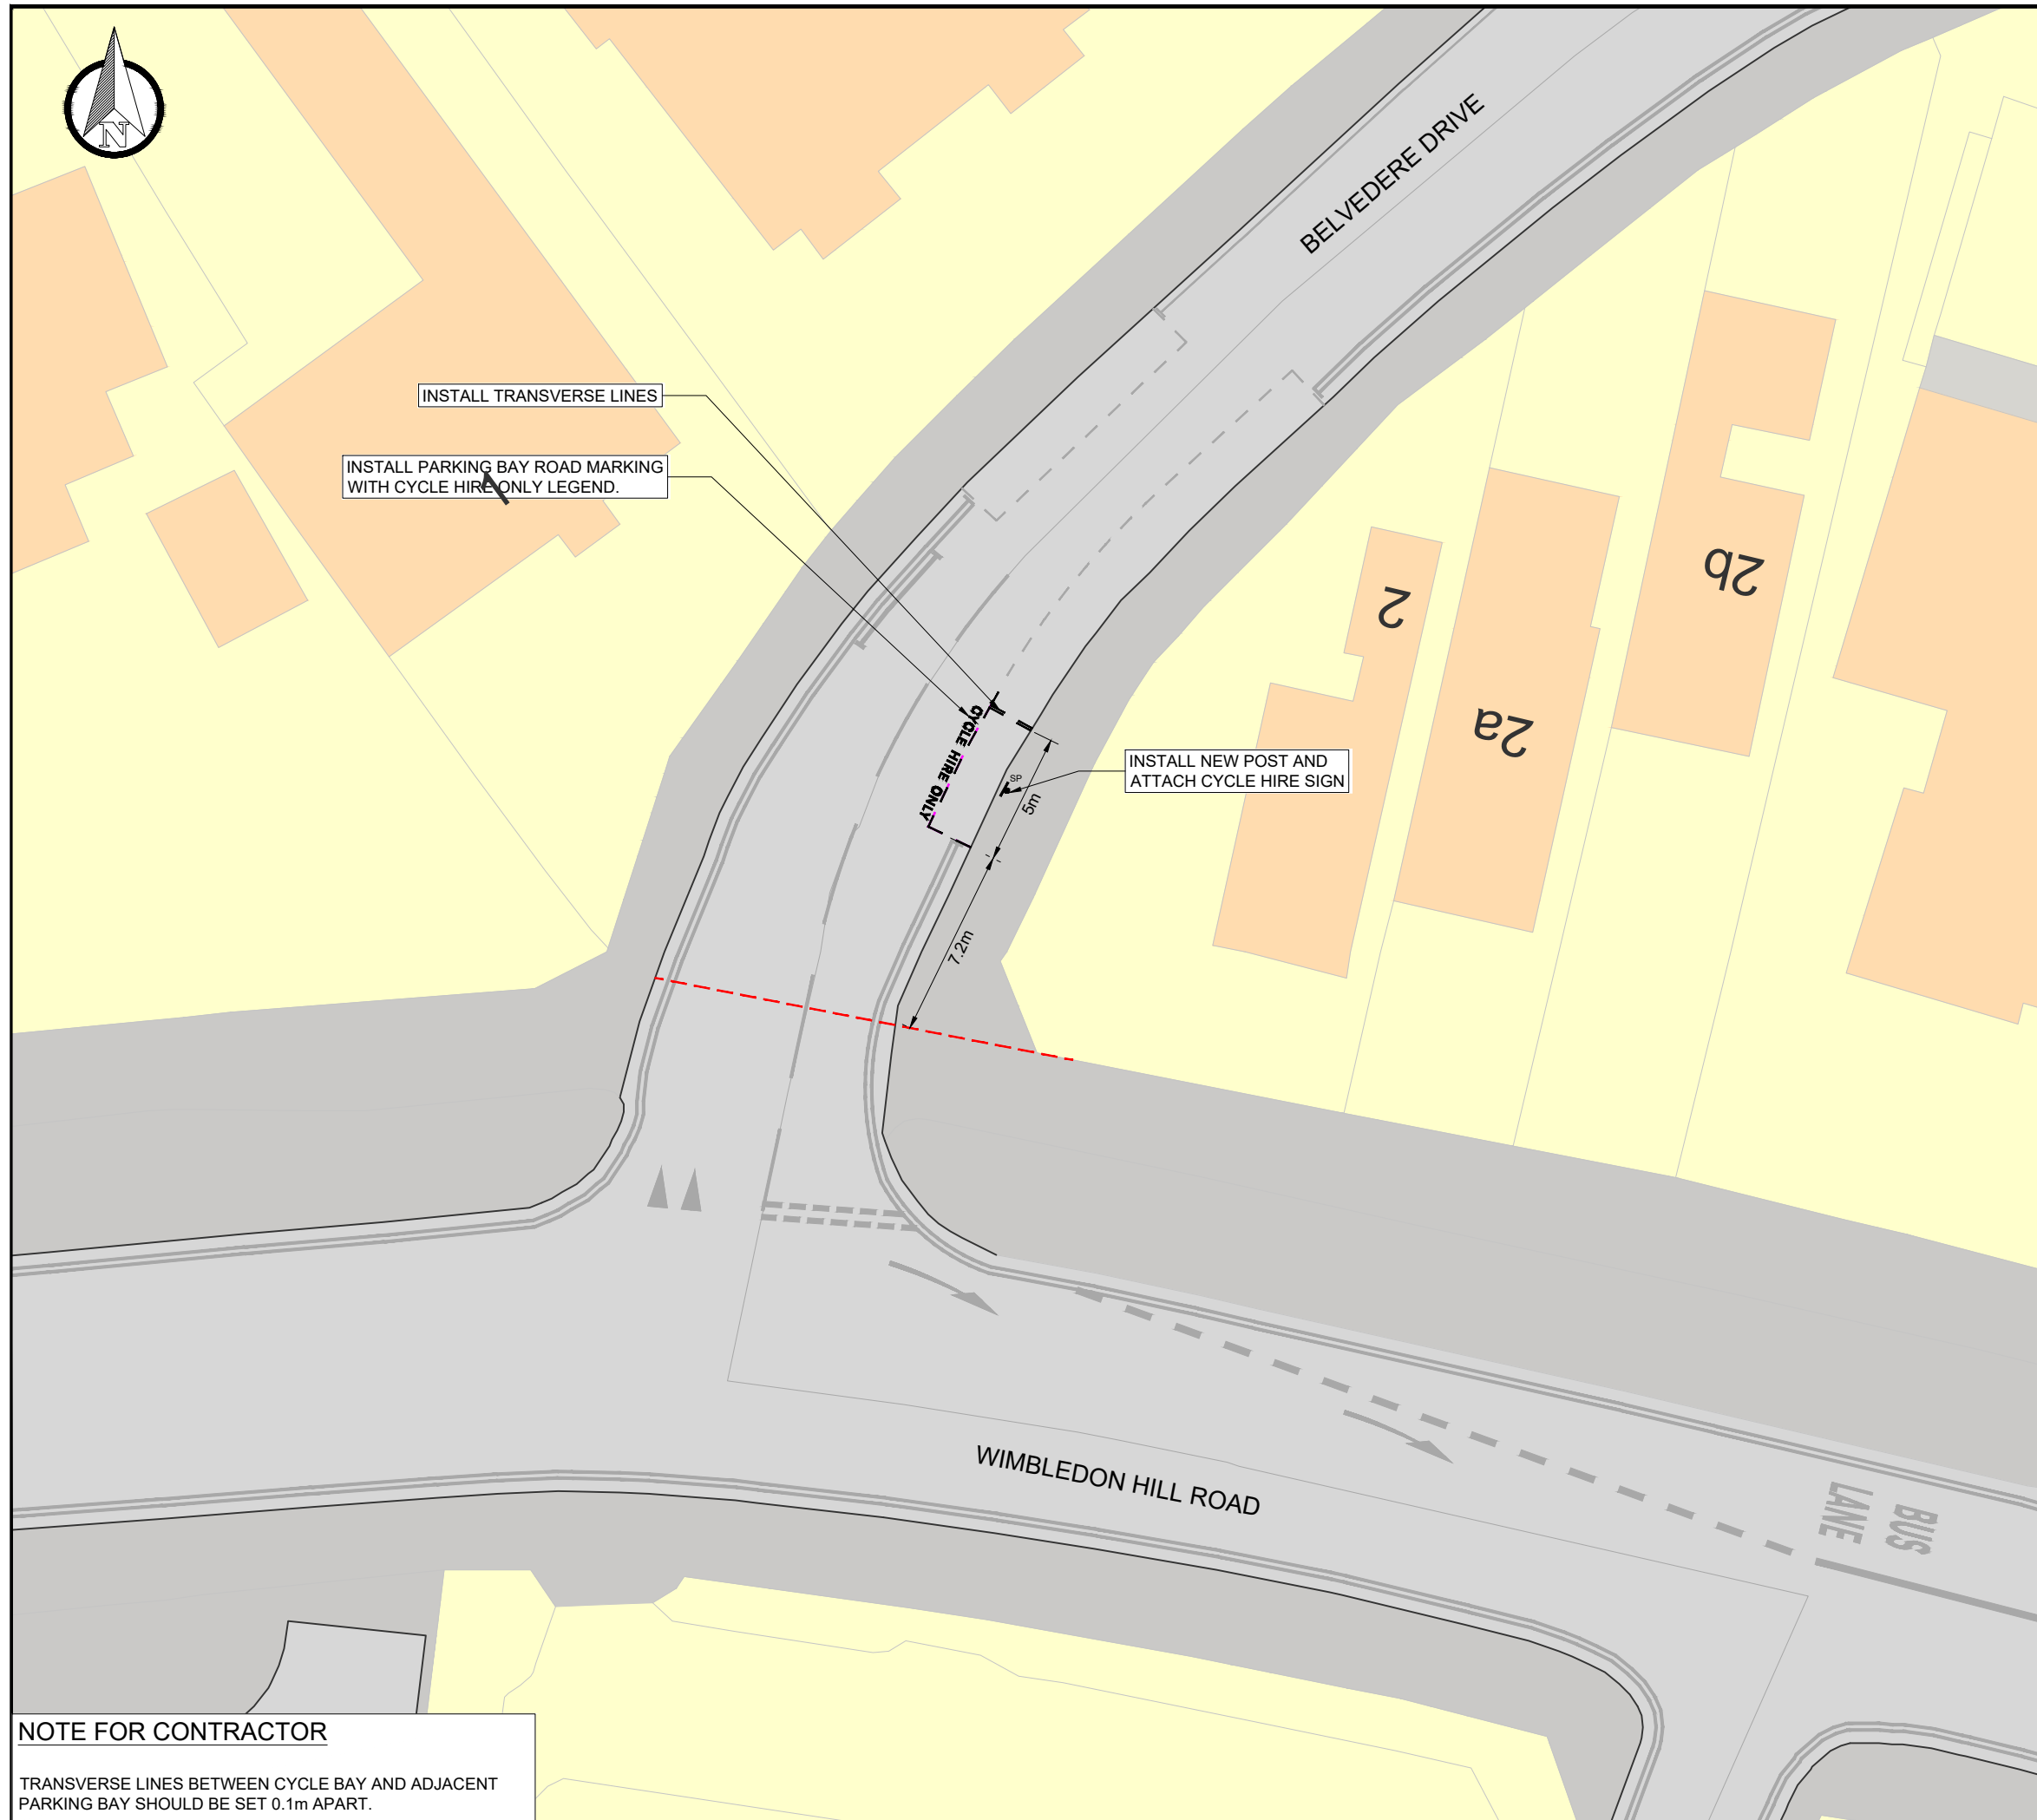 N
BELVEDERE DRIVE
INSTALL TRANSVERSE LINES
INSTALL PARKING BAY ROAD MARKING
WITH CYCLE HIRE ONLY LEGEND.
1
2b
2
2a
CYCLE HIRE ONLY
INSTALL NEW POST AND
ATTACH CYCLE HIRE SIGN
SP
5m
7.2m
WIMBLEDON HILL ROAD
BUS
LANE
NOTE FOR CONTRACTOR
TRANSVERSE LINES BETWEEN CYCLE BAY AND ADJACENT
PARKING BAY SHOULD BE SET 0.1m APART.